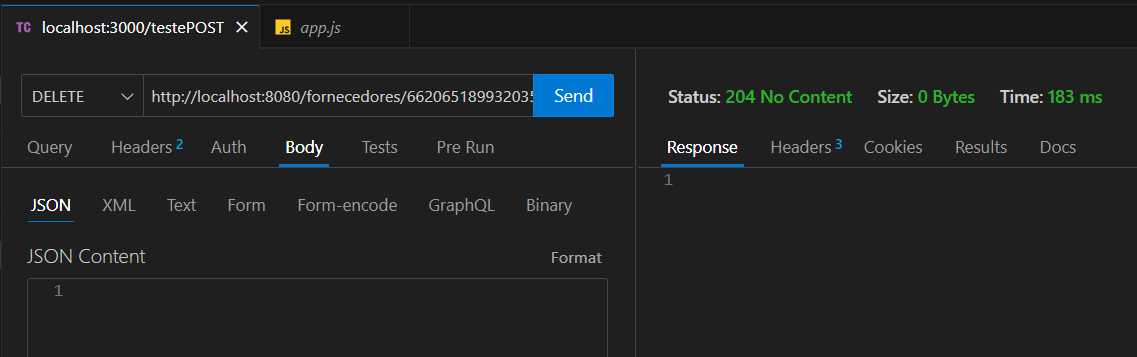 TC localhost:3000/testePOST JS app.js
DELETE http://localhost:8080/fornecedores/66206518993203 Send
Query Headers 2 Auth Body Tests Pre Run
JSON XML Text Form Form-encode GraphQL Binary
JSON Content Format
1
Status: 204 No Content Size: 0 Bytes Time: 183 ms
Response Headers 3 Cookies Results Docs
1